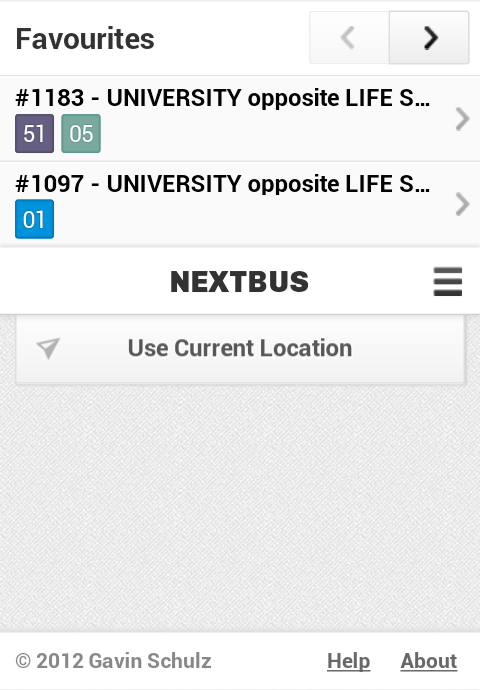 Favourites
#1183 - UNIVERSITY opposite LIFE S...
51 05
#1097 - UNIVERSITY opposite LIFE S...
01
NEXTBUS
Use Current Location
© 2012 Gavin Schulz Help About